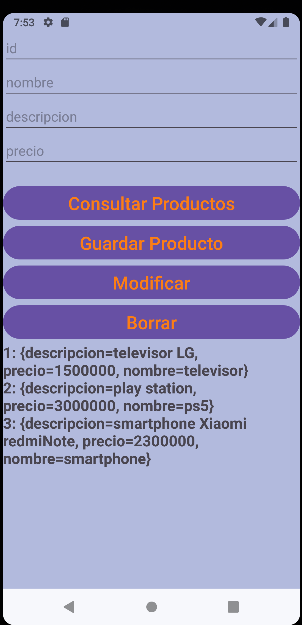 7:53
id
nombre
descripcion
precio
Consultar Productos
Guardar Producto
Modificar
Borrar
1: {descripcion=televisor LG,
precio=1500000, nombre=televisor}
2: {descripcion=play station,
precio=3000000, nombre=ps5}
3: {descripcion=smartphone Xiaomi
redmiNote, precio=2300000,
nombre=smartphone}